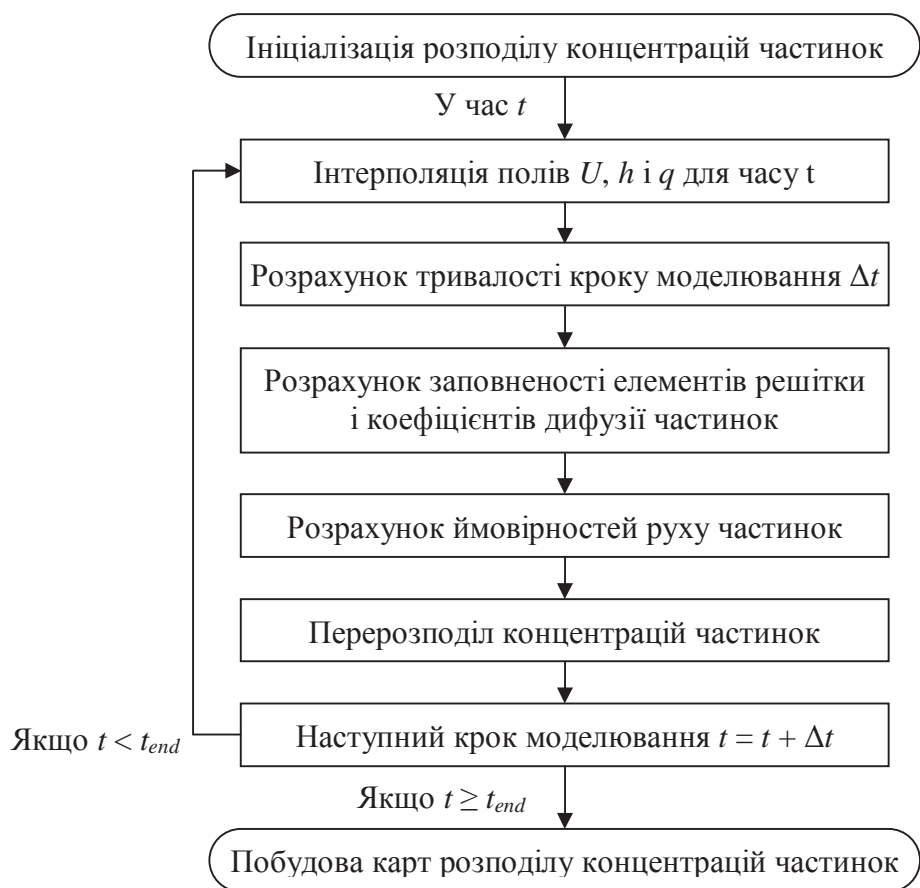 Ініціалізація розподілу концентрацій частинок
У час t
Інтерполяція полів U, h і q для часу t
Розрахунок тривалості кроку моделювання Δt
Розрахунок заповненості елементів решітки
і коефіцієнтів дифузії частинок
Розрахунок ймовірностей руху частинок
Перерозподіл концентрацій частинок
Наступний крок моделювання t = t + Δt
Якщо t < t_end
Якщо t ≥ t_end
Побудова карт розподілу концентрацій частинок